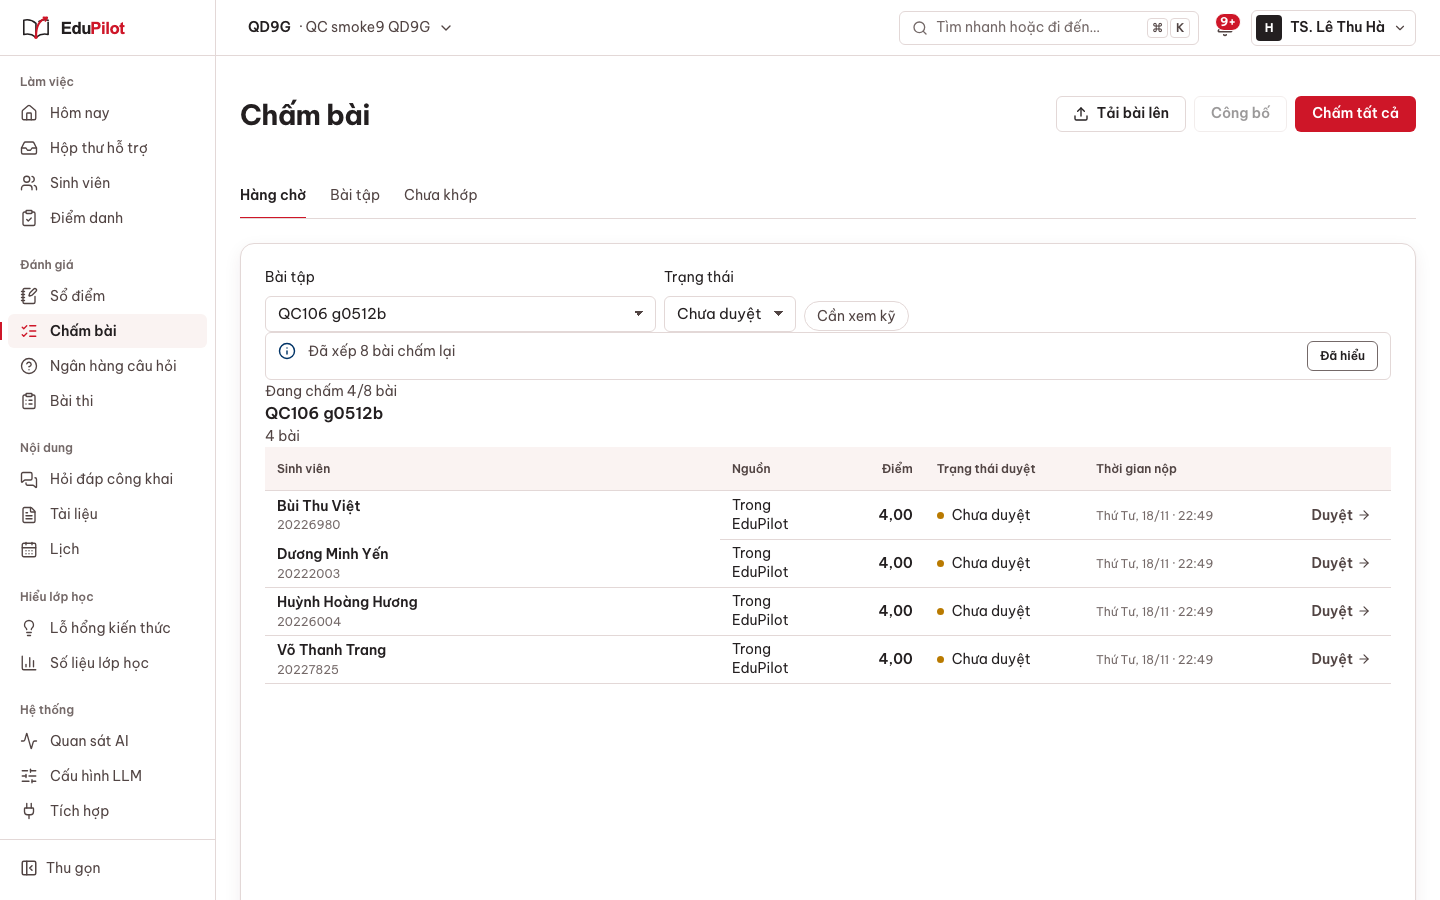 EduPilot
QD9G · QC smoke9 QD9G
Tìm nhanh hoặc đi đến...
⌘ K
9+
H
TS. Lê Thu Hà
Làm việc
Hôm nay
Hộp thư hỗ trợ
Sinh viên
Điểm danh
Đánh giá
Sổ điểm
Chấm bài
Ngân hàng câu hỏi
Bài thi
Nội dung
Hỏi đáp công khai
Tài liệu
Lịch
Hiểu lớp học
Lỗ hổng kiến thức
Số liệu lớp học
Hệ thống
Quan sát AI
Cấu hình LLM
Tích hợp
Thu gọn
Chấm bài
Tải bài lên
Công bố
Chấm tất cả
Hàng chờ
Bài tập
Chưa khớp
Bài tập
Trạng thái
QC106 g0512b
Chưa duyệt
Cần xem kỹ
Đã xếp 8 bài chấm lại
Đã hiểu
Đang chấm 4/8 bài
QC106 g0512b
4 bài
Sinh viên Nguồn Điểm Trạng thái duyệt Thời gian nộp
Bùi Thu Việt
20226980
Trong
EduPilot
4,00
Chưa duyệt
Thứ Tư, 18/11 · 22:49
Duyệt →
Dương Minh Yến
20222003
Trong
EduPilot
4,00
Chưa duyệt
Thứ Tư, 18/11 · 22:49
Duyệt →
Huỳnh Hoàng Hương
20226004
Trong
EduPilot
4,00
Chưa duyệt
Thứ Tư, 18/11 · 22:49
Duyệt →
Võ Thanh Trang
20227825
Trong
EduPilot
4,00
Chưa duyệt
Thứ Tư, 18/11 · 22:49
Duyệt →